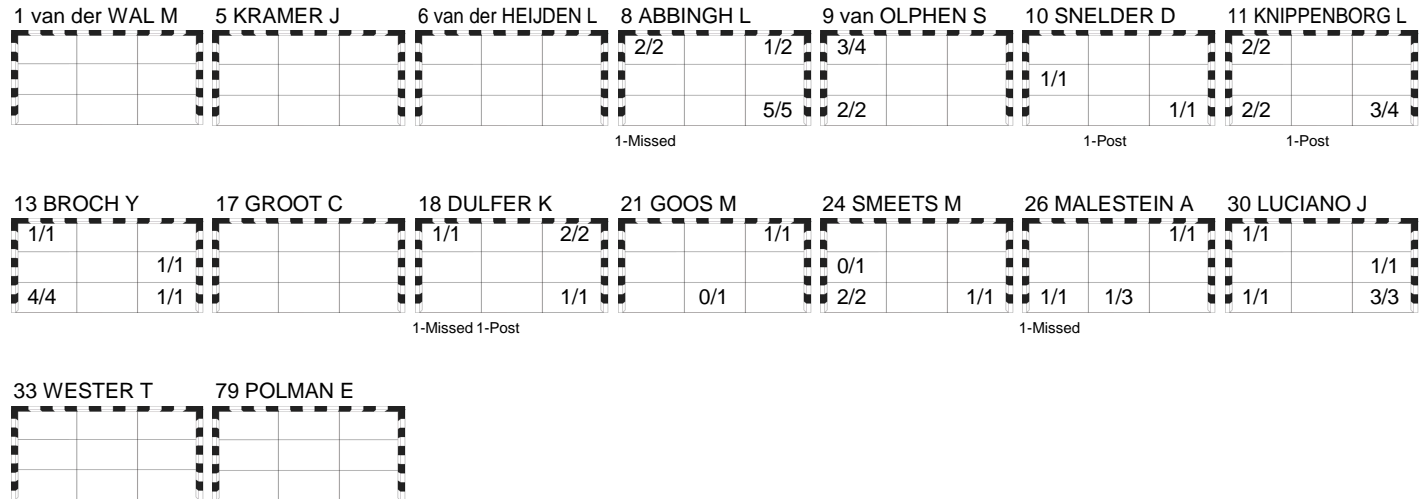 1 van der WAL M 5 KRAMER J 6 van der HEIJDEN L 8 ABBINGH L 9 van OLPHEN S 10 SNELDER D 11 KNIPPENBORG L
2/2 1/2 3/4 2/2
1/1
5/5 2/2 1/1 2/2 3/4
1-Missed 1-Post 1-Post
13 BROCH Y 17 GROOT C 18 DULFER K 21 GOOS M 24 SMEETS M 26 MALESTEIN A 30 LUCIANO J
1/1 1/1 2/2 1/1 1/1 1/1
1/1 0/1 1/1
4/4 1/1 1/1 0/1 2/2 1/1 1/1 1/3 1/1 3/3
1-Missed 1-Post 1-Missed
33 WESTER T 79 POLMAN E